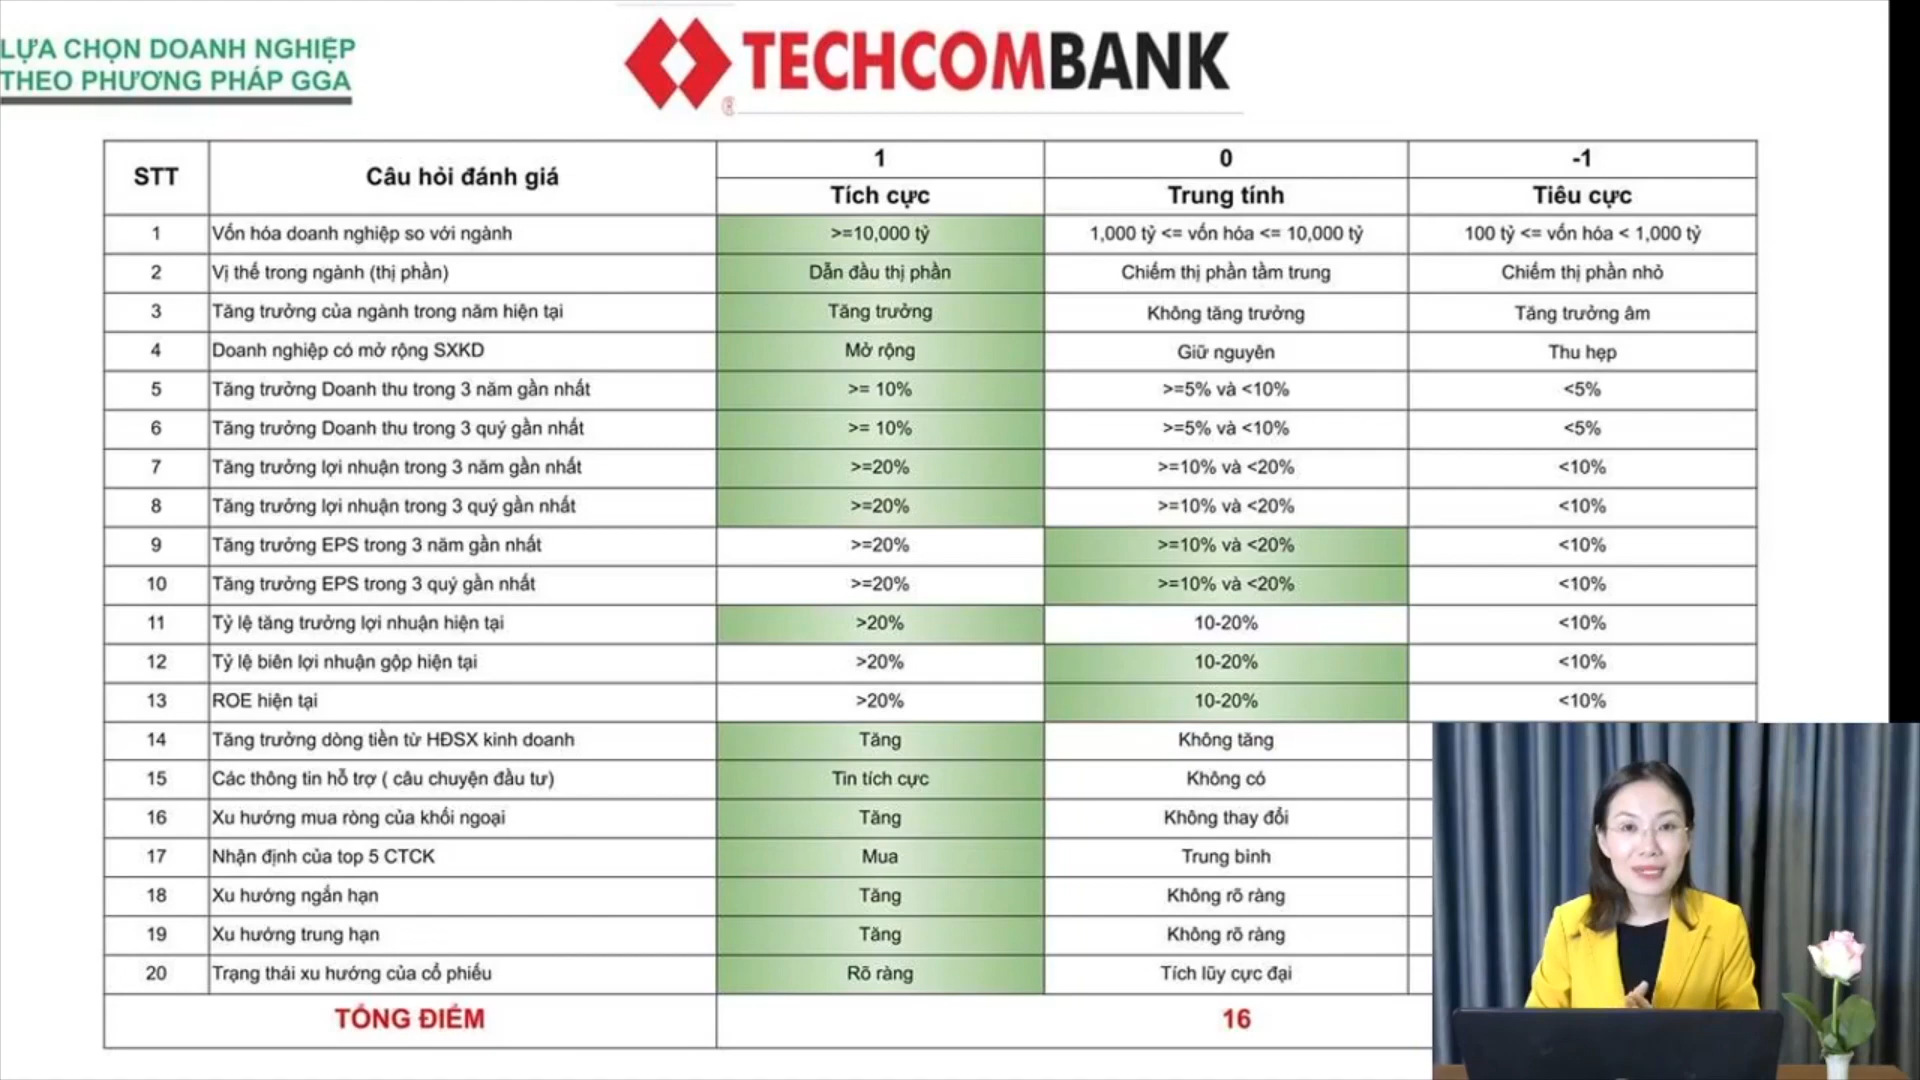 LỰA CHỌN DOANH NGHIỆP
THEO PHƯƠNG PHÁP GGA
TECHCOMBANK
®
STT Câu hỏi đánh giá 1 0 -1
Tích cực Trung tính Tiêu cực
1 Vốn hóa doanh nghiệp so với ngành >=10,000 tỷ 1,000 tỷ <= vốn hóa <= 10,000 tỷ 100 tỷ <= vốn hóa < 1,000 tỷ
2 Vị thế trong ngành (thị phần) Dẫn đầu thị phần Chiếm thị phần tầm trung Chiếm thị phần nhỏ
3 Tăng trưởng của ngành trong năm hiện tại Tăng trưởng Không tăng trưởng Tăng trưởng âm
4 Doanh nghiệp có mở rộng SXKD Mở rộng Giữ nguyên Thu hẹp
5 Tăng trưởng Doanh thu trong 3 năm gần nhất >= 10% >=5% và <10% <5%
6 Tăng trưởng Doanh thu trong 3 quý gần nhất >= 10% >=5% và <10% <5%
7 Tăng trưởng lợi nhuận trong 3 năm gần nhất >=20% >=10% và <20% <10%
8 Tăng trưởng lợi nhuận trong 3 quý gần nhất >=20% >=10% và <20% <10%
9 Tăng trưởng EPS trong 3 năm gần nhất >=20% >=10% và <20% <10%
10 Tăng trưởng EPS trong 3 quý gần nhất >=20% >=10% và <20% <10%
11 Tỷ lệ tăng trưởng lợi nhuận hiện tại >20% 10-20% <10%
12 Tỷ lệ biên lợi nhuận gộp hiện tại >20% 10-20% <10%
13 ROE hiện tại >20% 10-20% <10%
14 Tăng trưởng dòng tiền từ HĐSX kinh doanh Tăng Không tăng
15 Các thông tin hỗ trợ ( câu chuyện đầu tư) Tin tích cực Không có
16 Xu hướng mua ròng của khối ngoại Tăng Không thay đổi
17 Nhận định của top 5 CTCK Mua Trung bình
18 Xu hướng ngắn hạn Tăng Không rõ ràng
19 Xu hướng trung hạn Tăng Không rõ ràng
20 Trạng thái xu hướng của cổ phiếu Rõ ràng Tích lũy cực đại
TỔNG ĐIỂM 16